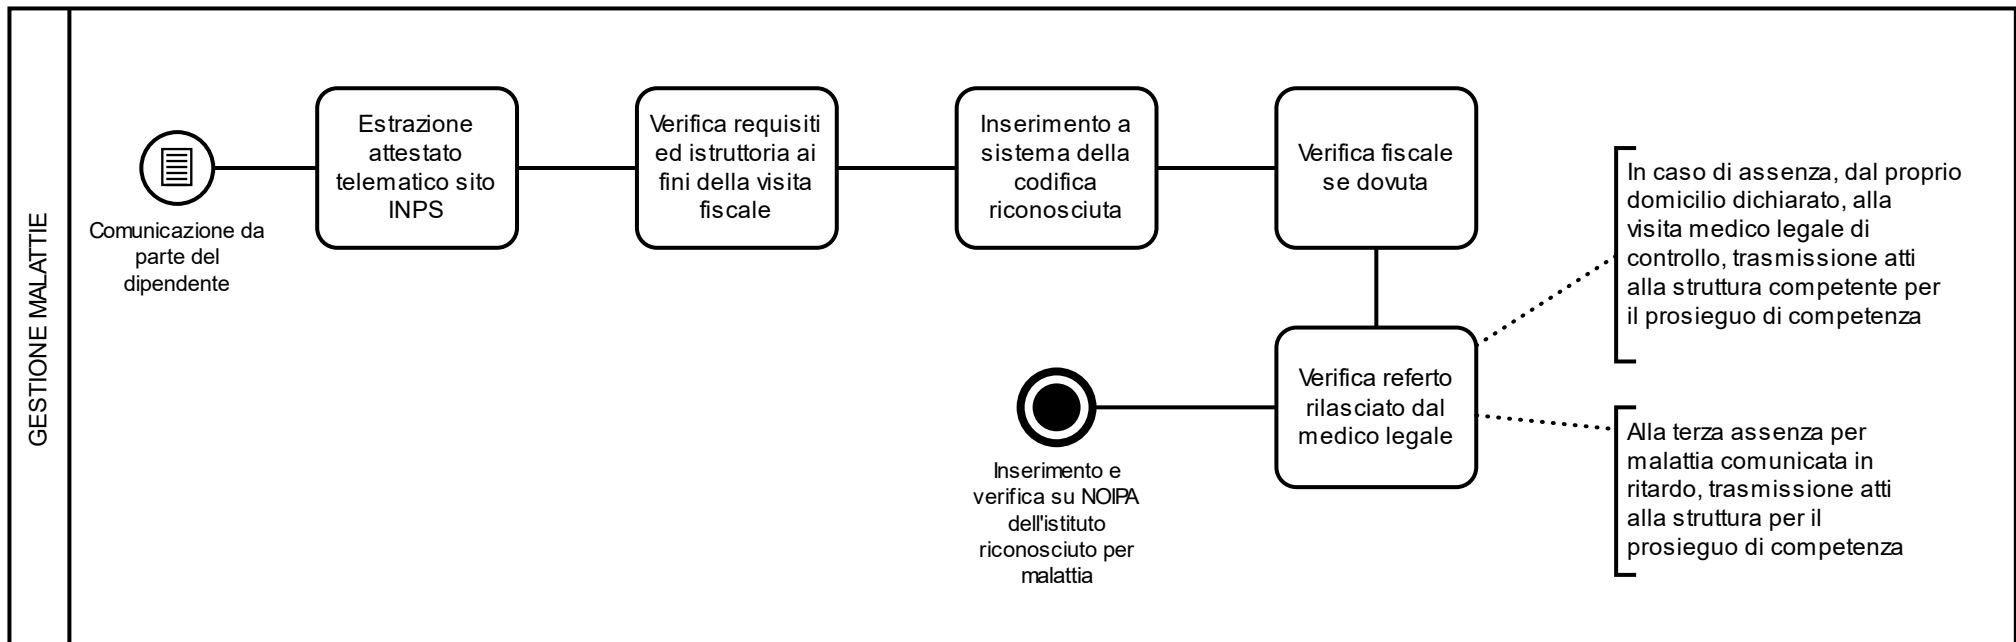 GESTIONE MALATTIE
Comunicazione da
parte del
dipendente
Estrazione
attestato
telematico sito
INPS
Verifica requisiti
ed istruttoria ai
fini della visita
fiscale
Inserimento a
sistema della
codifica
riconosciuta
Verifica fiscale
se dovuta
Verifica referto
rilasciato dal
medico legale
In caso di assenza, dal proprio
domicilio dichiarato, alla
visita medico legale di
controllo, trasmissione atti
alla struttura competente per
il prosieguo di competenza
Alla terza assenza per
malattia comunicata in
ritardo, trasmissione atti
alla struttura per il
prosieguo di competenza
Inserimento e
verifica su NOIPA
dell'istituto
riconosciuto per
malattia